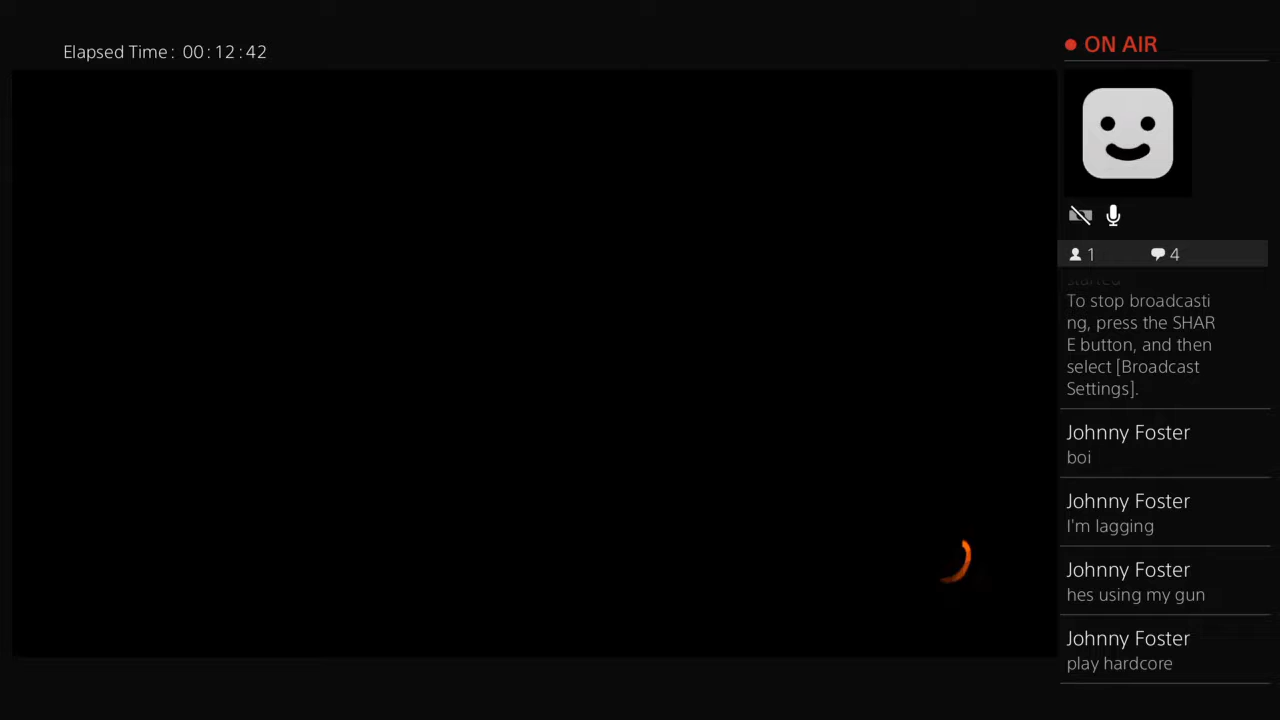 Elapsed Time: 00:12:42
ON AIR
1 4
started
To stop broadcasti
ng, press the SHAR
E button, and then
select [Broadcast
Settings].
Johnny Foster
boi
Johnny Foster
I'm lagging
Johnny Foster
hes using my gun
Johnny Foster
play hardcore